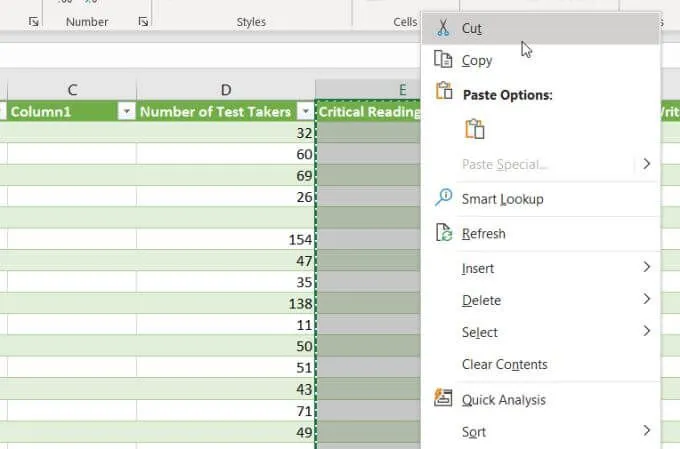 Number
Styles
Cells
C
D
E
Column1
Number of Test Takers
Critical Reading
32
60
69
26
154
47
35
138
11
50
51
43
71
49
Cut
Copy
Paste Options:
Paste Special...
Smart Lookup
Refresh
Insert
Delete
Select
Clear Contents
Quick Analysis
Sort